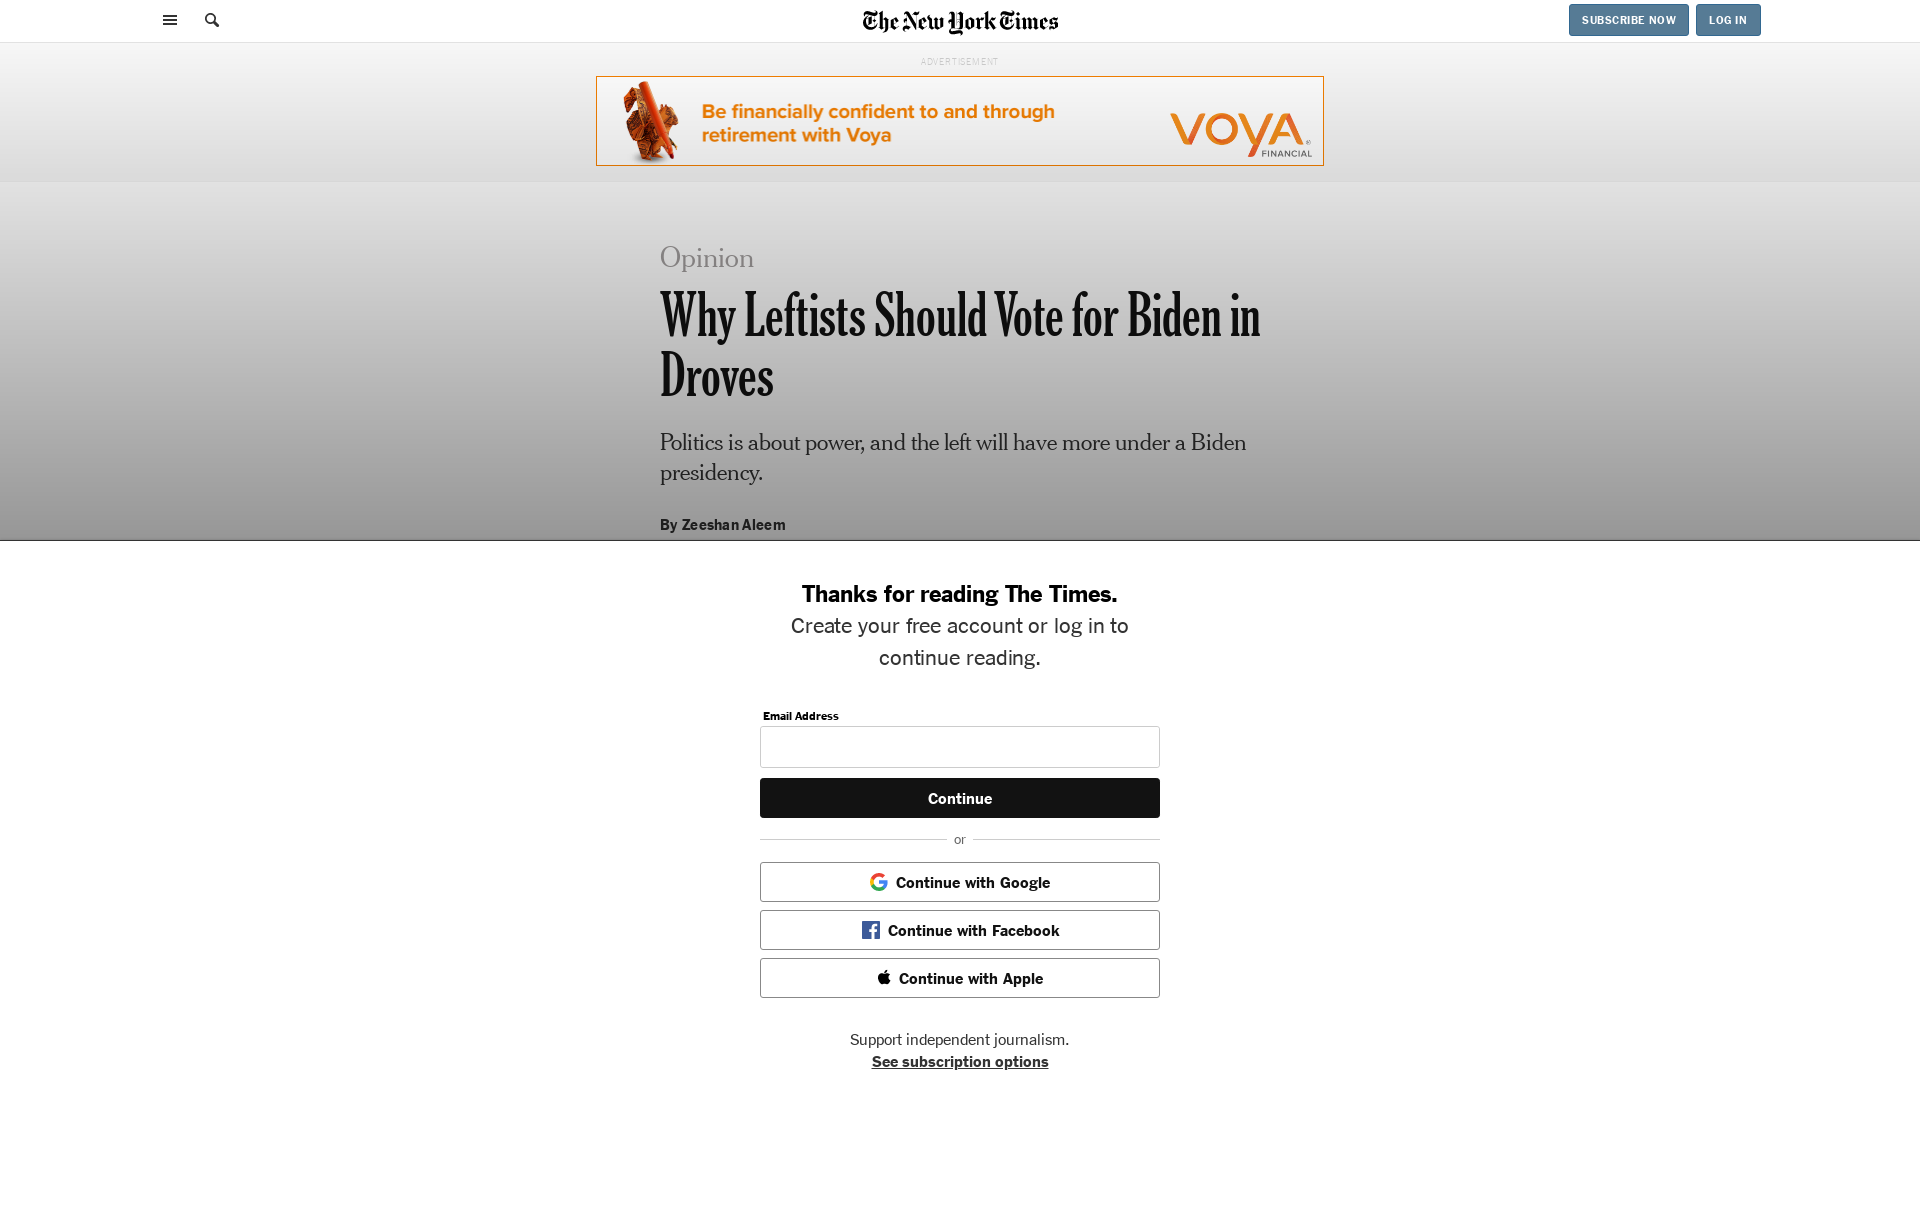 The New York Times
SUBSCRIBE NOW
LOG IN
ADVERTISEMENT
Be financially confident to and through
retirement with Voya
VOYA®
FINANCIAL
Opinion
Why Leftists Should Vote for Biden in
Droves
Politics is about power, and the left will have more under a Biden
presidency.
By Zeeshan Aleem
Thanks for reading The Times.
Create your free account or log in to
continue reading.
Email Address
Continue
or
Continue with Google
Continue with Facebook
Continue with Apple
Support independent journalism.
See subscription options